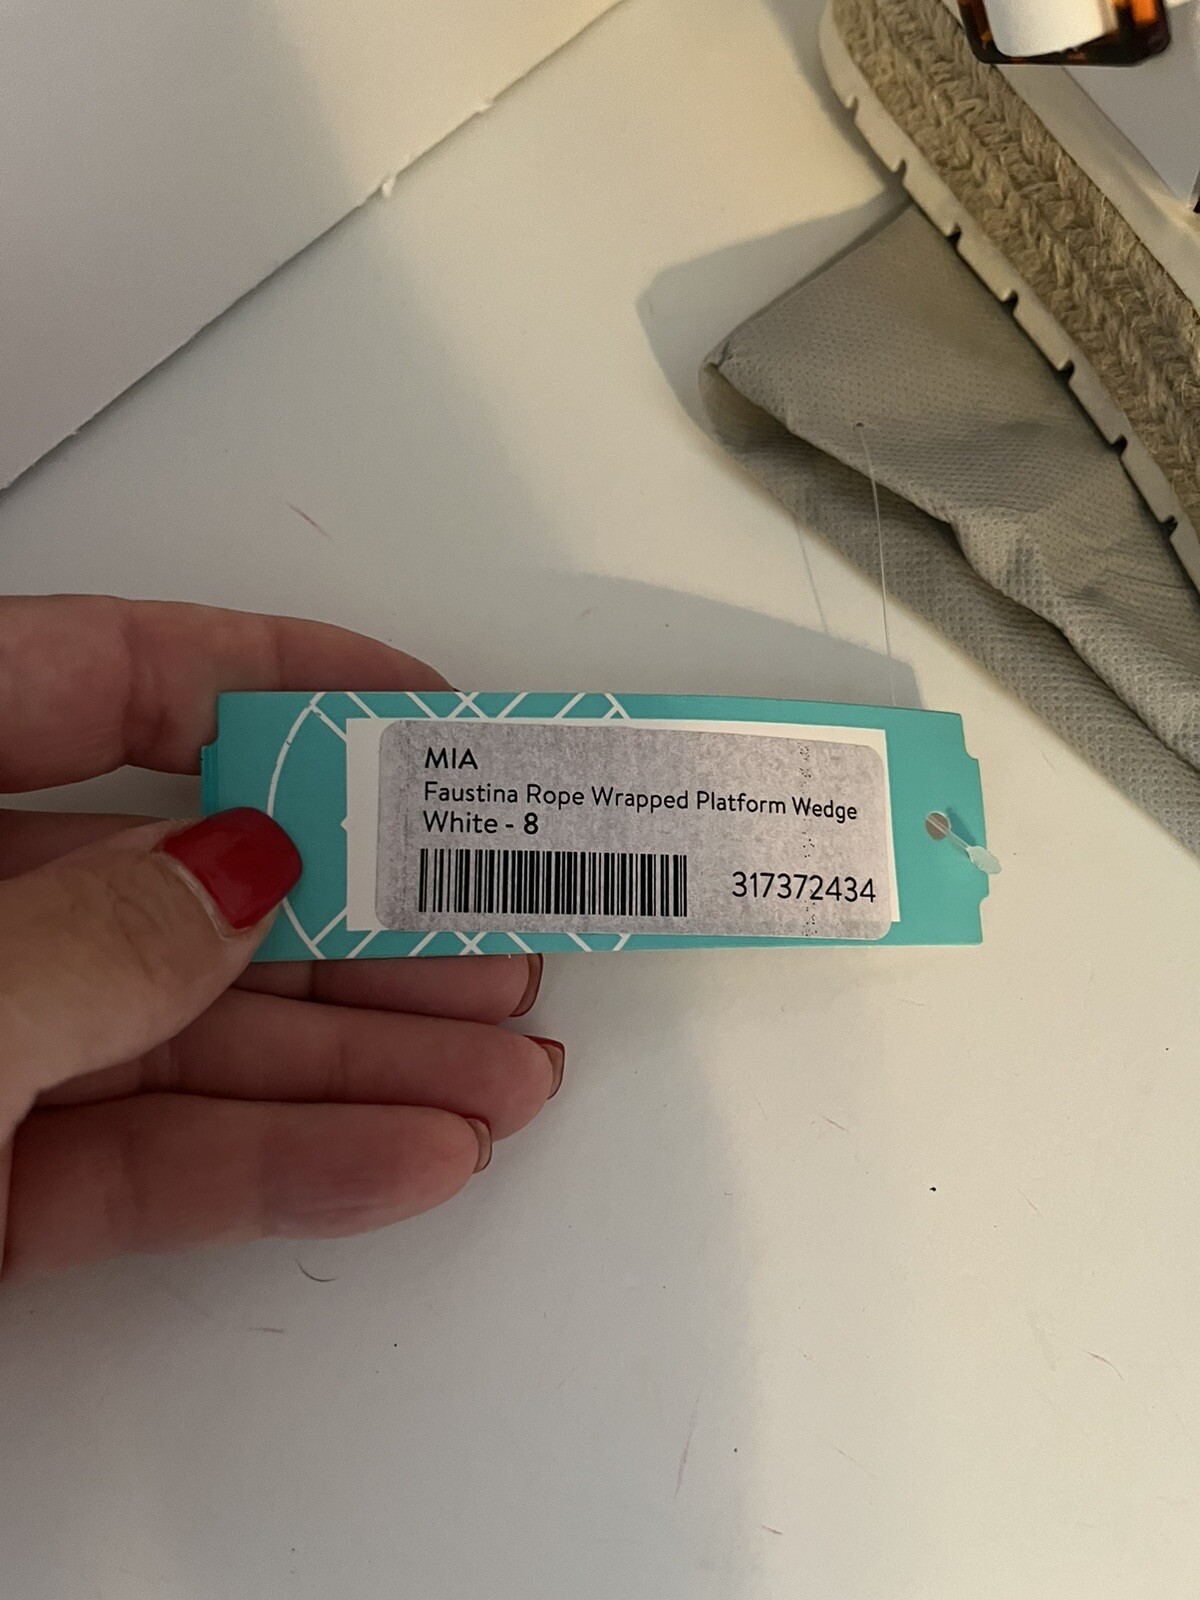 MIA
Faustina Rope Wrapped Platform Wedge
White - 8
317372434